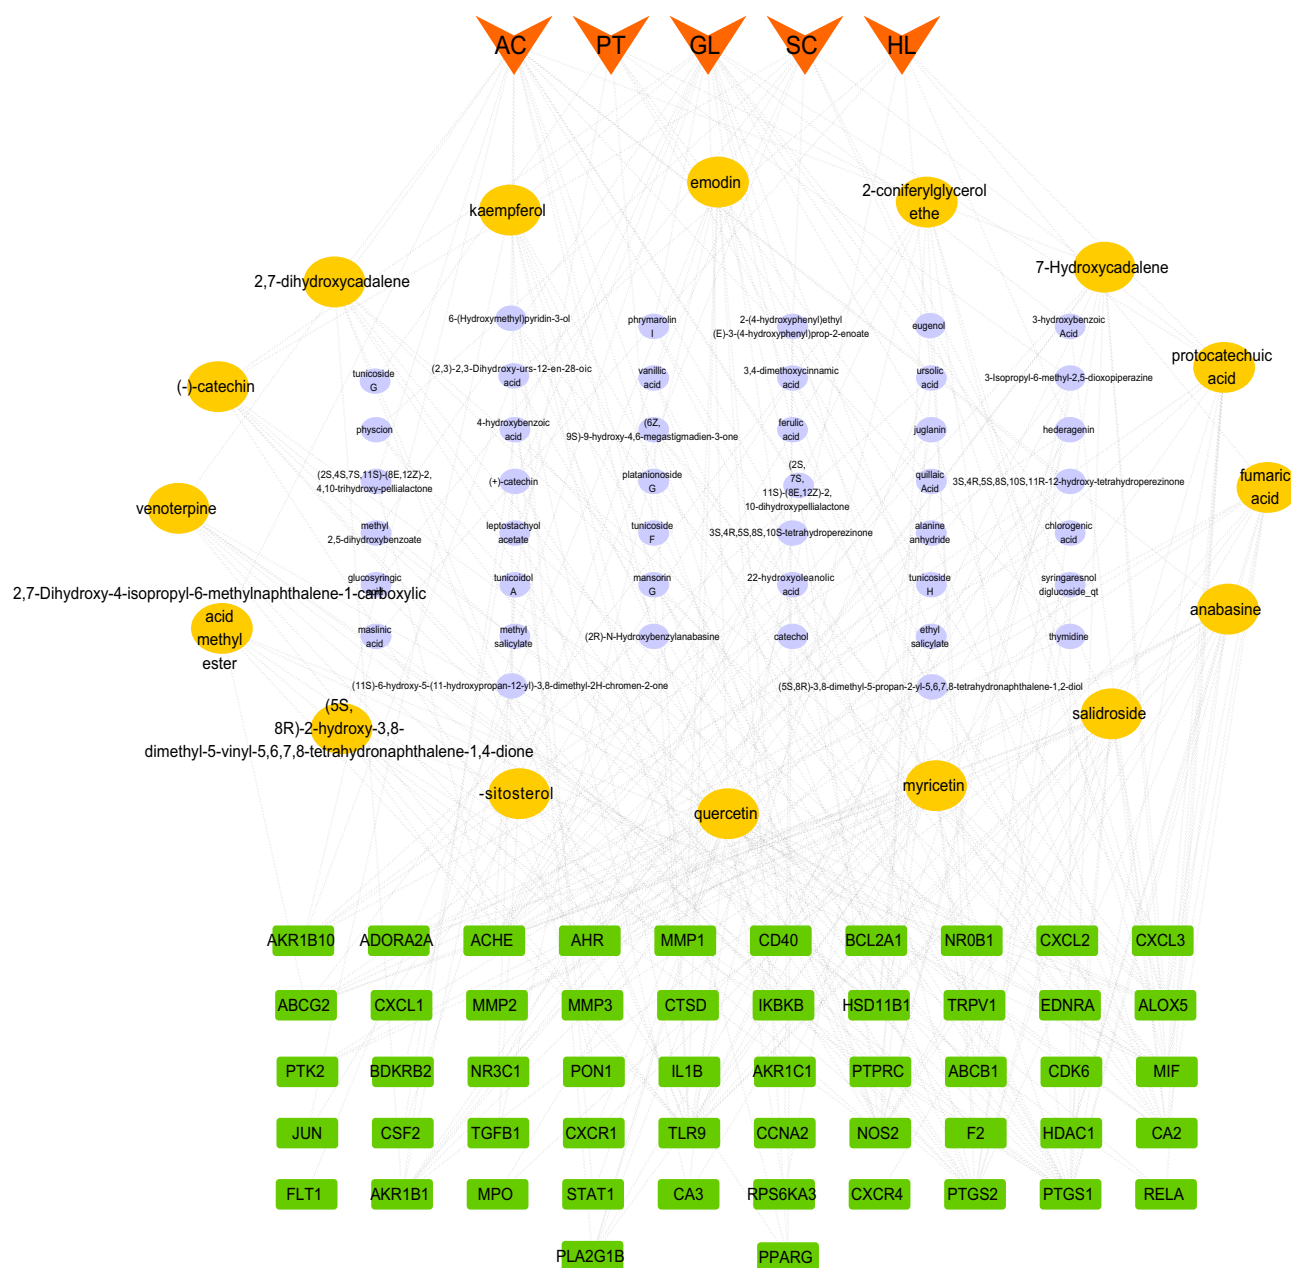 AC PT GL SC HL
emodin
kaempferol
2-coniferylglycerol
ethe
2,7-dihydroxycadalene
7-Hydroxycadalene
6-(Hydroxymethyl)pyridin-3-ol
phrymarolin
I
2-(4-hydroxyphenyl)ethyl
(E)-3-(4-hydroxyphenyl)prop-2-enoate
eugenol
3-hydroxybenzoic
Acid
(-)-catechin
protocatechuic
acid
tunicoside
G
(2,3)-2,3-Dihydroxy-urs-12-en-28-oic
acid
vanillic
acid
3,4-dimethoxycinnamic
acid
ursolic
acid
3-Isopropyl-6-methyl-2,5-dioxopiperazine
physcion
4-hydroxybenzoic
acid
(6Z,
9S)-9-hydroxy-4,6-megastigmadien-3-one
ferulic
acid
juglanin
hederagenin
venoterpine
fumaric
acid
(2S,4S,7S,11S)-(8E,12Z)-2,
4,10-trihydroxy-pellialactone
(+)-catechin
platanionoside
G
(2S,
7S,
11S)-(8E,12Z)-2,
10-dihydroxypellialactone
quillaic
Acid
3S,4R,5S,8S,10S,11R-12-hydroxy-tetrahydroperezinone
methyl
2,5-dihydroxybenzoate
leptostachyol
acetate
tunicoside
F
3S,4R,5S,8S,10S-tetrahydroperezinone
alanine
anhydride
chlorogenic
acid
glucosyringic
tunicoidol
A
mansorin
G
22-hydroxyoleanolic
acid
tunicoside
H
syringaresnol
diglucoside_qt
2,7-Dihydroxy-4-isopropyl-6-methylnaphthalene-1-carboxylic
acid
methyl
ester
anabasine
maslinic
acid
methyl
salicylate
(2R)-N-Hydroxybenzylanabasine
catechol
ethyl
salicylate
thymidine
(11S)-6-hydroxy-5-(11-hydroxypropan-12-yl)-3,8-dimethyl-2H-chromen-2-one
(5S,8R)-3,8-dimethyl-5-propan-2-yl-5,6,7,8-tetrahydronaphthalene-1,2-diol
(5S,
8R)-2-hydroxy-3,8-
dimethyl-5-vinyl-5,6,7,8-tetrahydronaphthalene-1,4-dione
salidroside
-sitosterol
quercetin
myricetin
AKR1B10 ADORA2A ACHE AHR MMP1 CD40 BCL2A1 NR0B1 CXCL2 CXCL3
ABCG2 CXCL1 MMP2 MMP3 CTSD IKBKB HSD11B1 TRPV1 EDNRA ALOX5
PTK2 BDKRB2 NR3C1 PON1 IL1B AKR1C1 PTPRC ABCB1 CDK6 MIF
JUN CSF2 TGFB1 CXCR1 TLR9 CCNA2 NOS2 F2 HDAC1 CA2
FLT1 AKR1B1 MPO STAT1 CA3 RPS6KA3 CXCR4 PTGS2 PTGS1 RELA
PLA2G1B PPARG